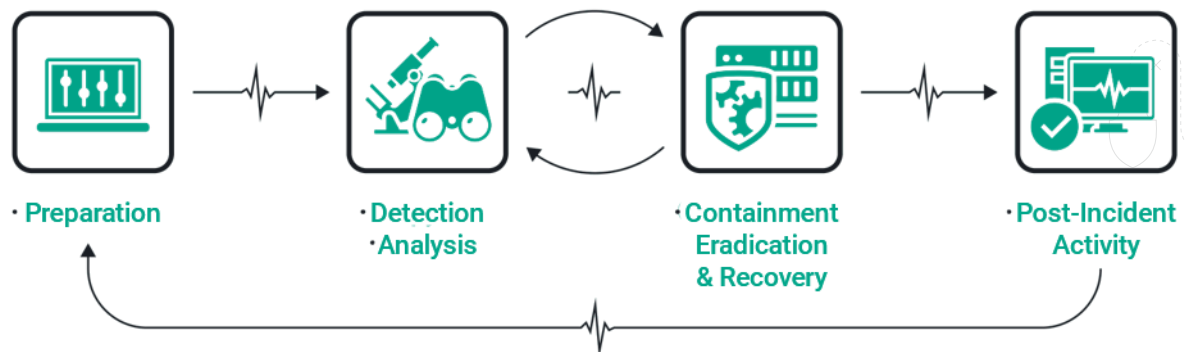 · Preparation
· Detection
· Analysis
· Containment
Eradication
& Recovery
· Post-Incident
Activity